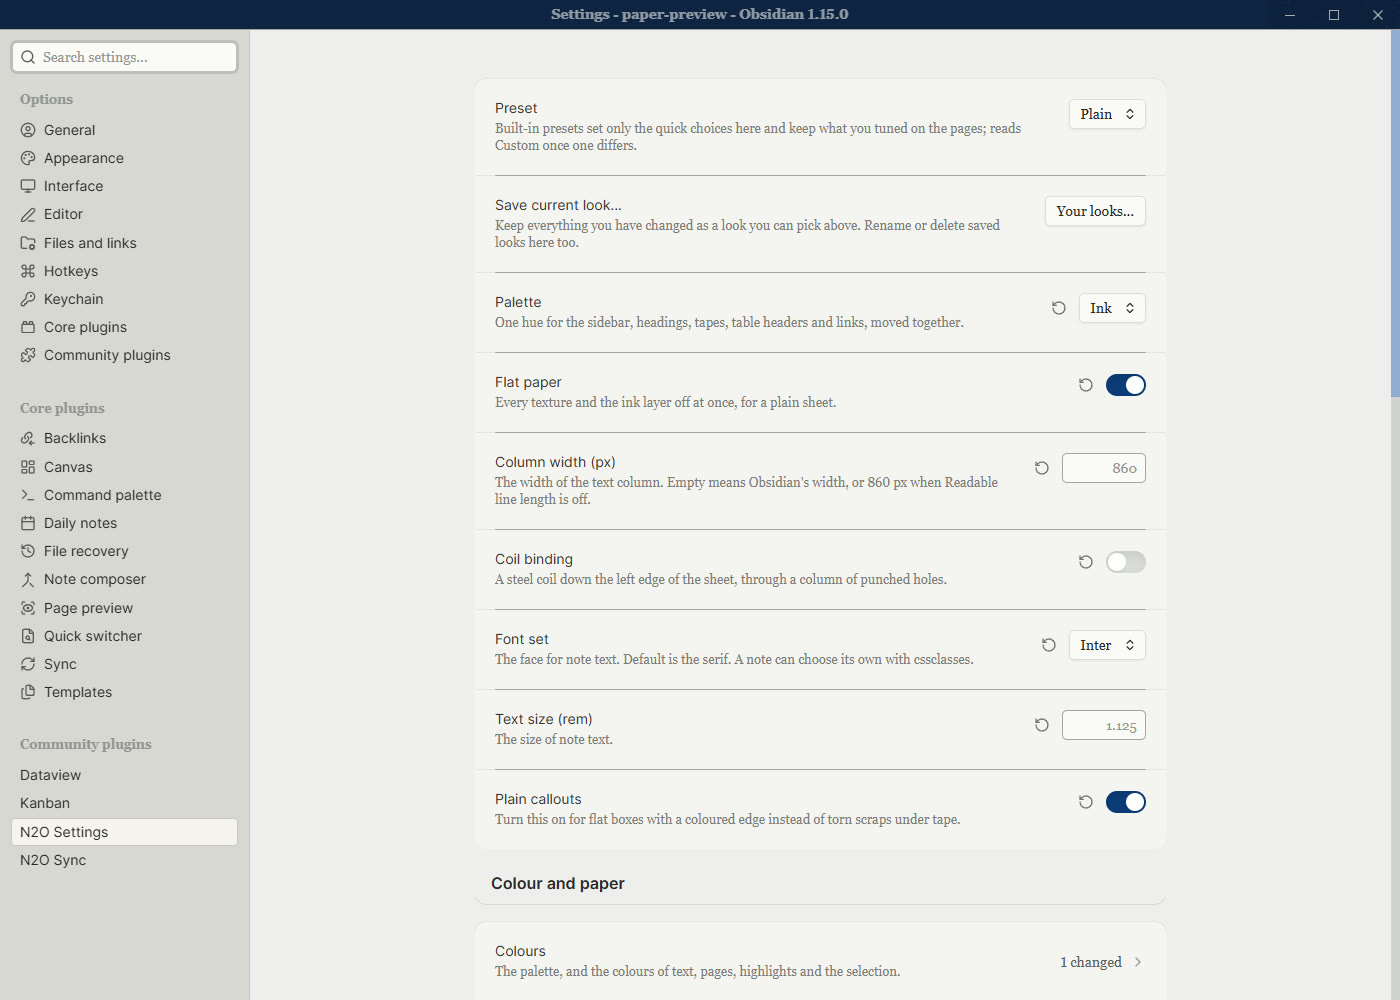 Settings - paper-preview - Obsidian 1.15.0
Search settings...
Options
General
Appearance
Interface
Editor
Files and links
Hotkeys
Keychain
Core plugins
Community plugins
Core plugins
Backlinks
Canvas
Command palette
Daily notes
File recovery
Note composer
Page preview
Quick switcher
Sync
Templates
Community plugins
Dataview
Kanban
N2O Settings
N2O Sync
Preset
Built-in presets set only the quick choices here and keep what you tuned on the pages; reads
Custom once one differs.
Plain
Save current look...
Keep everything you have changed as a look you can pick above. Rename or delete saved
looks here too.
Your looks...
Palette
One hue for the sidebar, headings, tapes, table headers and links, moved together.
Ink
Flat paper
Every texture and the ink layer off at once, for a plain sheet.
Column width (px)
The width of the text column. Empty means Obsidian's width, or 860 px when Readable
line length is off.
860
Coil binding
A steel coil down the left edge of the sheet, through a column of punched holes.
Font set
The face for note text. Default is the serif. A note can choose its own with cssclasses.
Inter
Text size (rem)
The size of note text.
1.125
Plain callouts
Turn this on for flat boxes with a coloured edge instead of torn scraps under tape.
Colour and paper
Colours
The palette, and the colours of text, pages, highlights and the selection.
1 changed